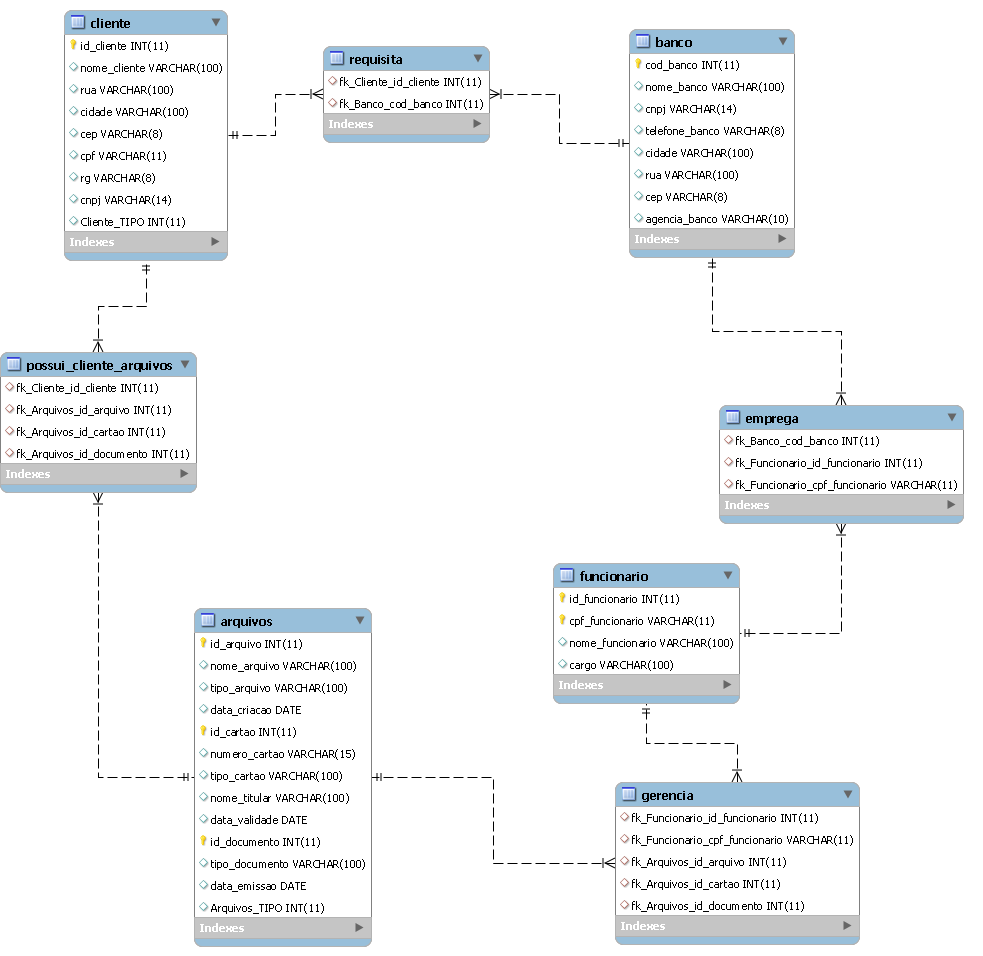 cliente
id_cliente INT(11)
nome_cliente VARCHAR(100)
rua VARCHAR(100)
cidade VARCHAR(100)
cep VARCHAR(8)
cpf VARCHAR(11)
rg VARCHAR(8)
cnpj VARCHAR(14)
Cliente_TIPO INT(11)
Indexes
requisita
fk_Cliente_id_cliente INT(11)
fk_Banco_cod_banco INT(11)
Indexes
banco
cod_banco INT(11)
nome_banco VARCHAR(100)
cnpj VARCHAR(14)
telefone_banco VARCHAR(8)
cidade VARCHAR(100)
rua VARCHAR(100)
cep VARCHAR(8)
agencia_banco VARCHAR(10)
Indexes
possui_cliente_arquivos
fk_Cliente_id_cliente INT(11)
fk_Arquivos_id_arquivo INT(11)
fk_Arquivos_id_cartao INT(11)
fk_Arquivos_id_documento INT(11)
Indexes
emprega
fk_Banco_cod_banco INT(11)
fk_Funcionario_id_funcionario INT(11)
fk_Funcionario_cpf_funcionario VARCHAR(11)
Indexes
funcionario
id_funcionario INT(11)
cpf_funcionario VARCHAR(11)
nome_funcionario VARCHAR(100)
cargo VARCHAR(100)
Indexes
arquivos
id_arquivo INT(11)
nome_arquivo VARCHAR(100)
tipo_arquivo VARCHAR(100)
data_criacao DATE
id_cartao INT(11)
numero_cartao VARCHAR(15)
tipo_cartao VARCHAR(100)
nome_titular VARCHAR(100)
data_validade DATE
id_documento INT(11)
tipo_documento VARCHAR(100)
data_emissao DATE
Arquivos_TIPO INT(11)
Indexes
gerencia
fk_Funcionario_id_funcionario INT(11)
fk_Funcionario_cpf_funcionario VARCHAR(11)
fk_Arquivos_id_arquivo INT(11)
fk_Arquivos_id_cartao INT(11)
fk_Arquivos_id_documento INT(11)
Indexes